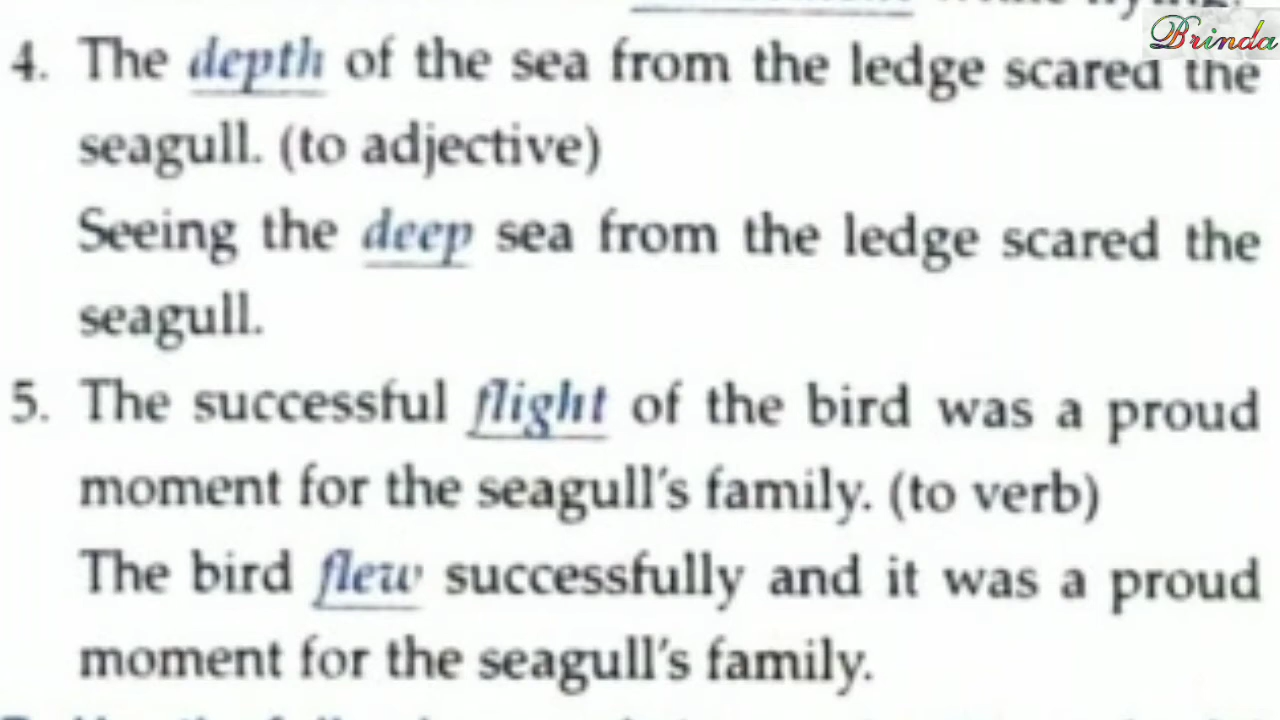 while flying.
Brinda
4. The depth of the sea from the ledge scared the
seagull. (to adjective)
Seeing the deep sea from the ledge scared the
seagull.
5. The successful flight of the bird was a proud
moment for the seagull's family. (to verb)
The bird flew successfully and it was a proud
moment for the seagull's family.